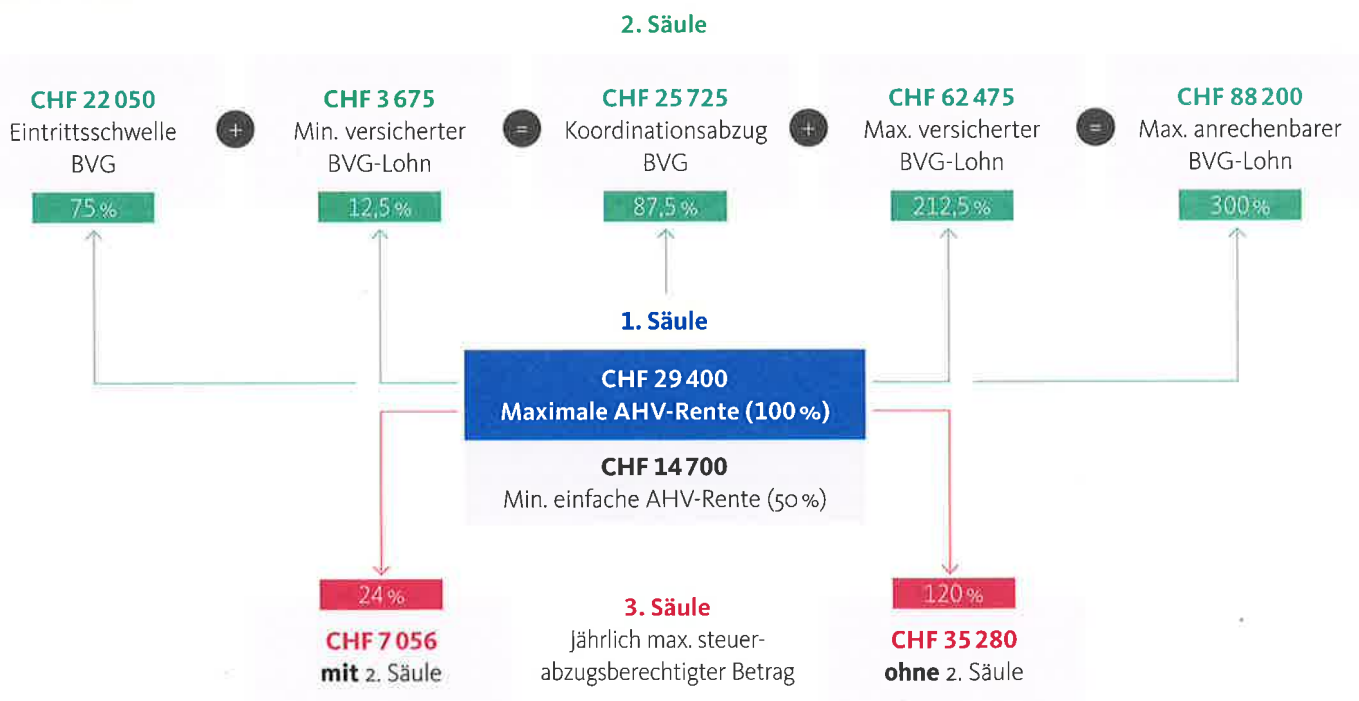 2. Säule
CHF 22 050
Eintrittsschwelle
BVG
75 %
+
CHF 3 675
Min. versicherter
BVG-Lohn
12,5 %
=
CHF 25 725
Koordinationsabzug
BVG
87,5 %
+
CHF 62 475
Max. versicherter
BVG-Lohn
212,5 %
=
CHF 88 200
Max. anrechenbarer
BVG-Lohn
300 %
1. Säule
CHF 29 400
Maximale AHV-Rente (100 %)
CHF 14 700
Min. einfache AHV-Rente (50 %)
24 %
CHF 7 056
mit 2. Säule
3. Säule
Jährlich max. steuer-
abzugsberechtigter Betrag
120 %
CHF 35 280
ohne 2. Säule